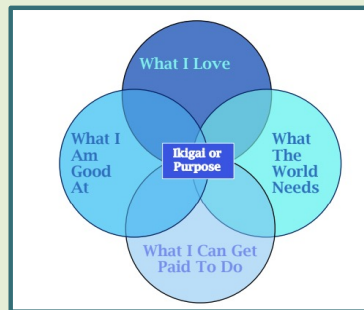 What I Love
What I
Am
Good
At
Ikigai or
Purpose
What
The
World
Needs
What I Can Get
Paid To Do